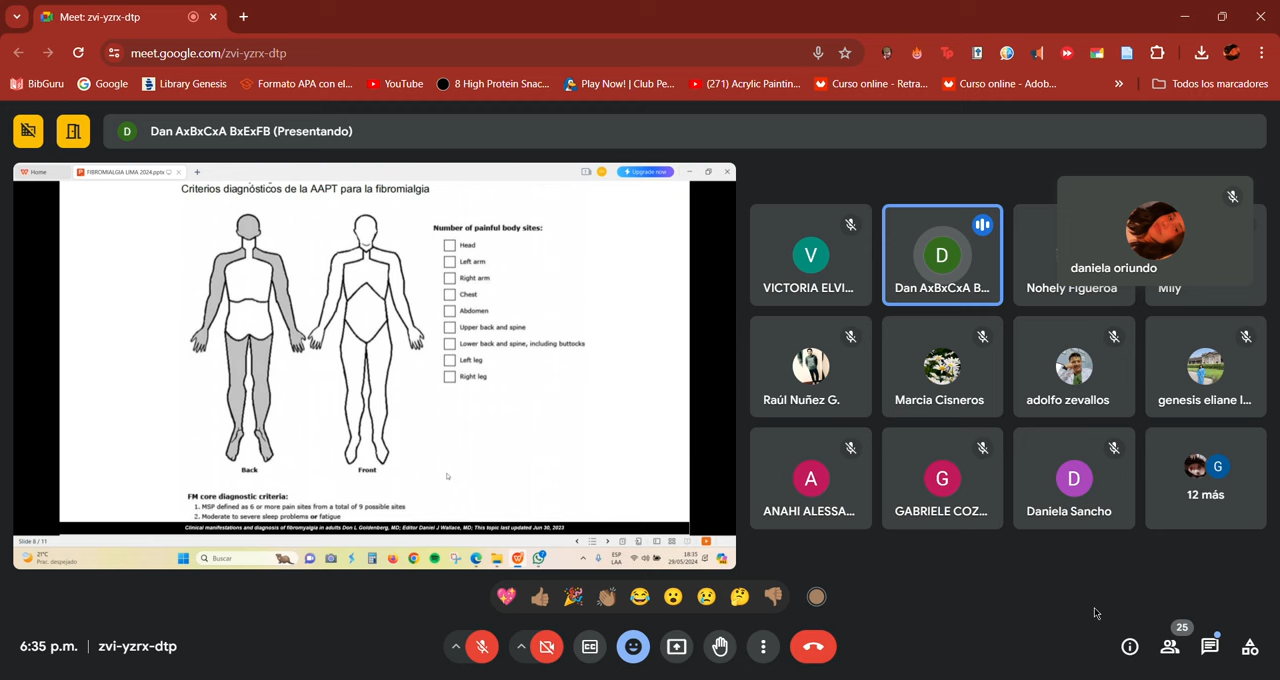 Meet: zvi-yzrx-dtp
meet.google.com/zvi-yzrx-dtp
BibGuru
Google
Library Genesis
Formato APA con el...
YouTube
8 High Protein Snac...
Play Now! | Club Pe...
(271) Acrylic Paintin...
Curso online - Retra...
Curso online - Adob...
»
Todos los marcadores
D
Dan AxBxCxA BxExFB (Presentando)
Home
FIBROMIALGIA LIMA 2024.pptx
Upgrade now
Criterios diagnósticos de la AAPT para la fibromialgia
Number of painful body sites:
Head
Left arm
Right arm
Chest
Abdomen
Upper back and spine
Lower back and spine, including buttocks
Left leg
Right leg
Back
Front
FM core diagnostic criteria:
1. MSP defined as 6 or more pain sites from a total of 9 possible sites
2. Moderate to severe sleep problems or fatigue
Clinical manifestations and diagnosis of fibromyalgia in adults Don L Goldenberg, MD; Editor Daniel J Wallace, MD; This topic last updated Jun 30, 2023
Slide 8 / 11
21°C
Prac. despejado
Buscar
ESP
LAA
18:35
29/05/2024
V
VICTORIA ELVI...
D
Dan AxBxCxA B...
Nohely Figueroa
Mily
daniela oriundo
Raúl Nuñez G.
Marcia Cisneros
adolfo zevallos
genesis eliane l...
A
ANAHI ALESSA...
G
GABRIELE COZ...
D
Daniela Sancho
G
12 más
6:35 p.m.
zvi-yzrx-dtp
25